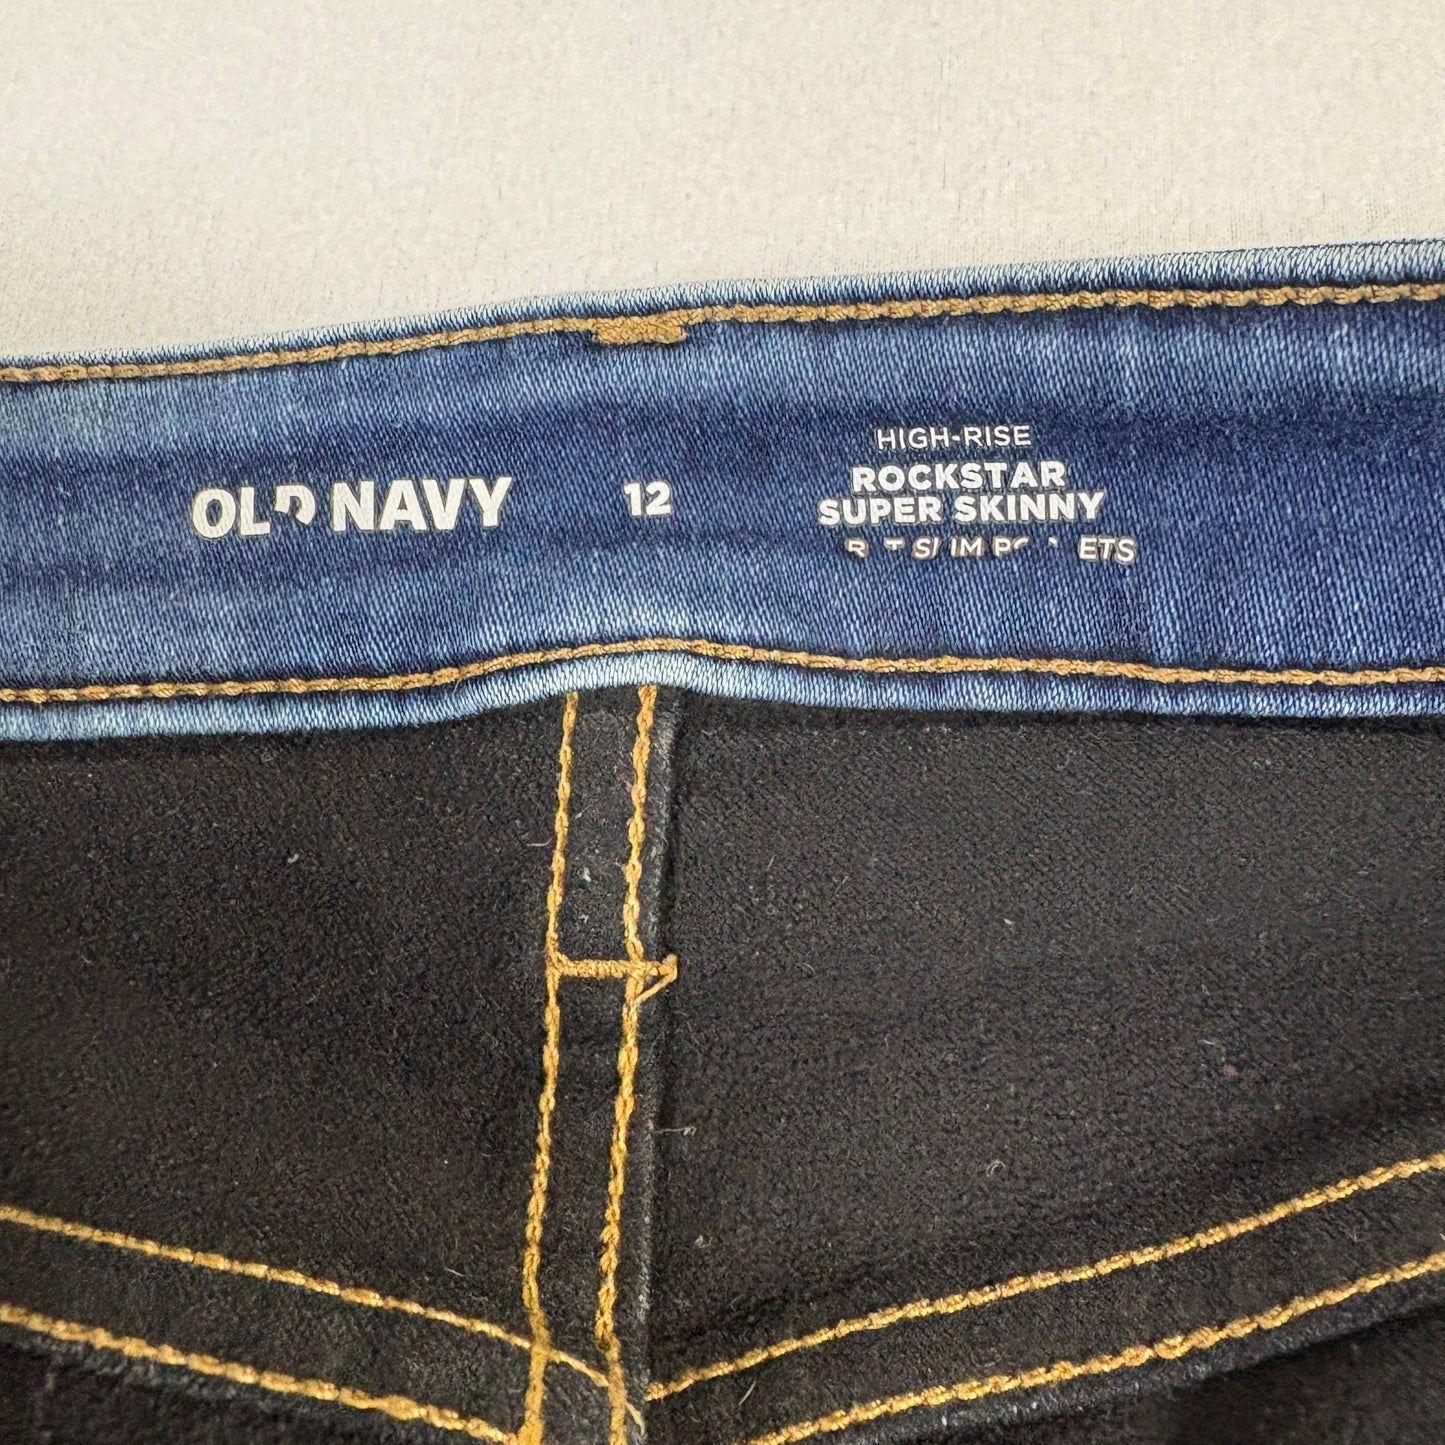 OLD NAVY
12
HIGH-RISE
ROCKSTAR
SUPER SKINNY